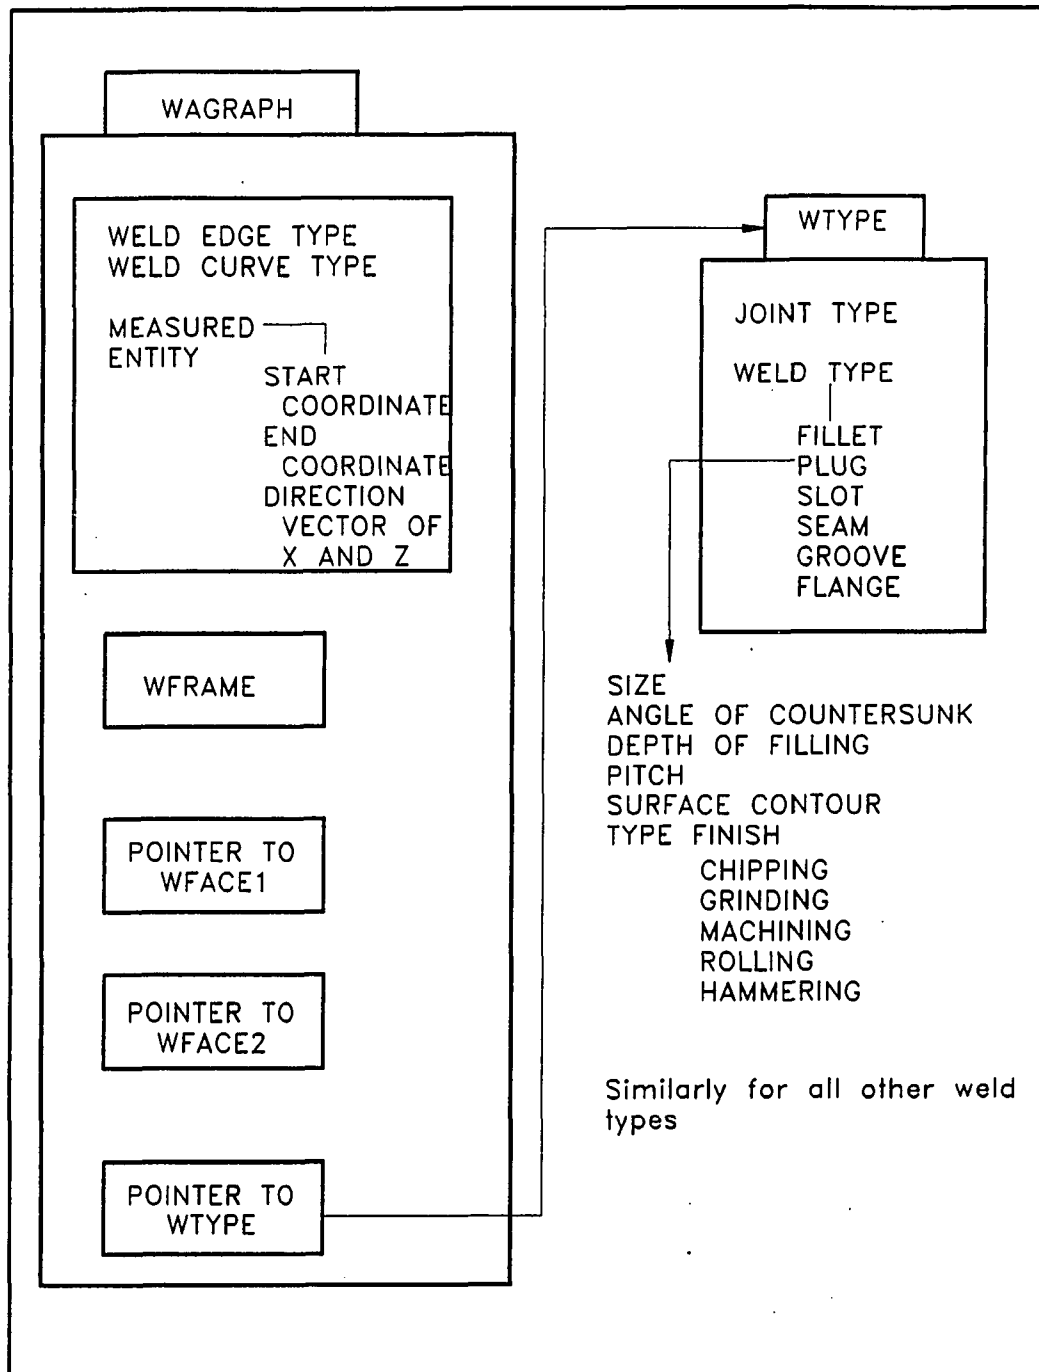 WAGRAPH
WELD EDGE TYPE
WELD CURVE TYPE
MEASURED
ENTITY
START
COORDINATE
END
COORDINATE
DIRECTION
VECTOR OF
X AND Z
WFRAME
POINTER TO
WFACE1
POINTER TO
WFACE2
POINTER TO
WTYPE
WTYPE
JOINT TYPE
WELD TYPE
FILLET
PLUG
SLOT
SEAM
GROOVE
FLANGE
SIZE
ANGLE OF COUNTERSUNK
DEPTH OF FILLING
PITCH
SURFACE CONTOUR
TYPE FINISH
CHIPPING
GRINDING
MACHINING
ROLLING
HAMMERING
Similarly for all other weld
types